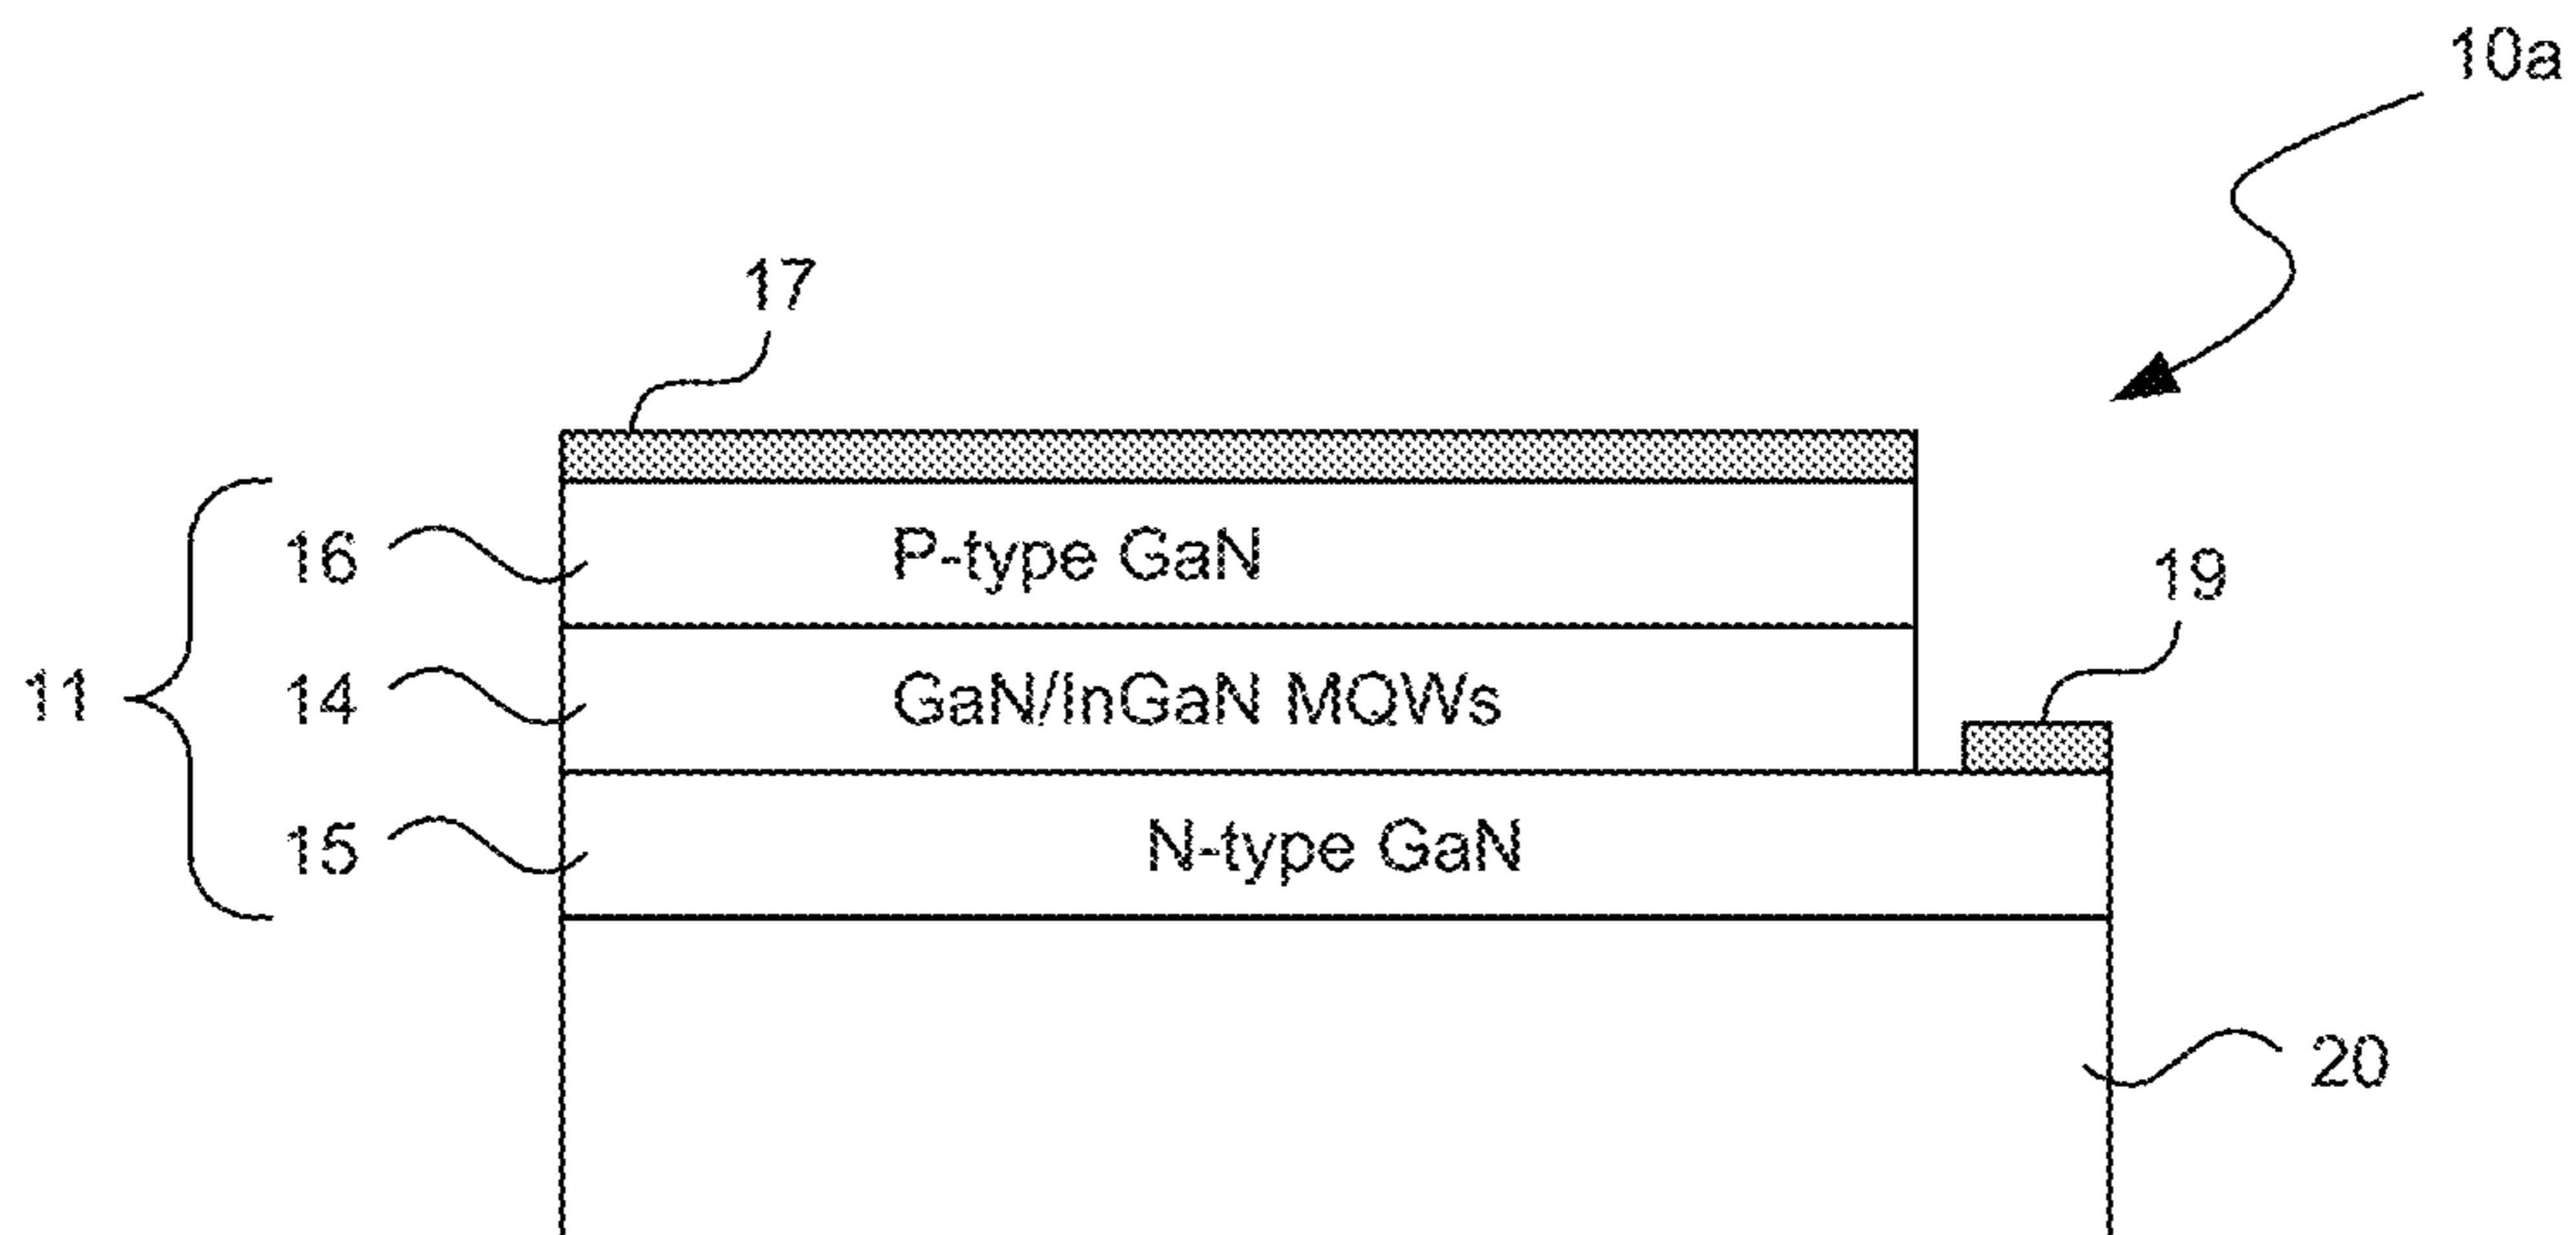 10a
17
16 P-type GaN
19
11 14 GaN/InGaN MQWs
15 N-type GaN
20